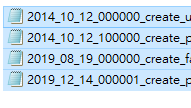 2014_10_12_000000_create_u
2014_10_12_100000_create_p
2019_08_19_000000_create_fa
2019_12_14_000001_create_p